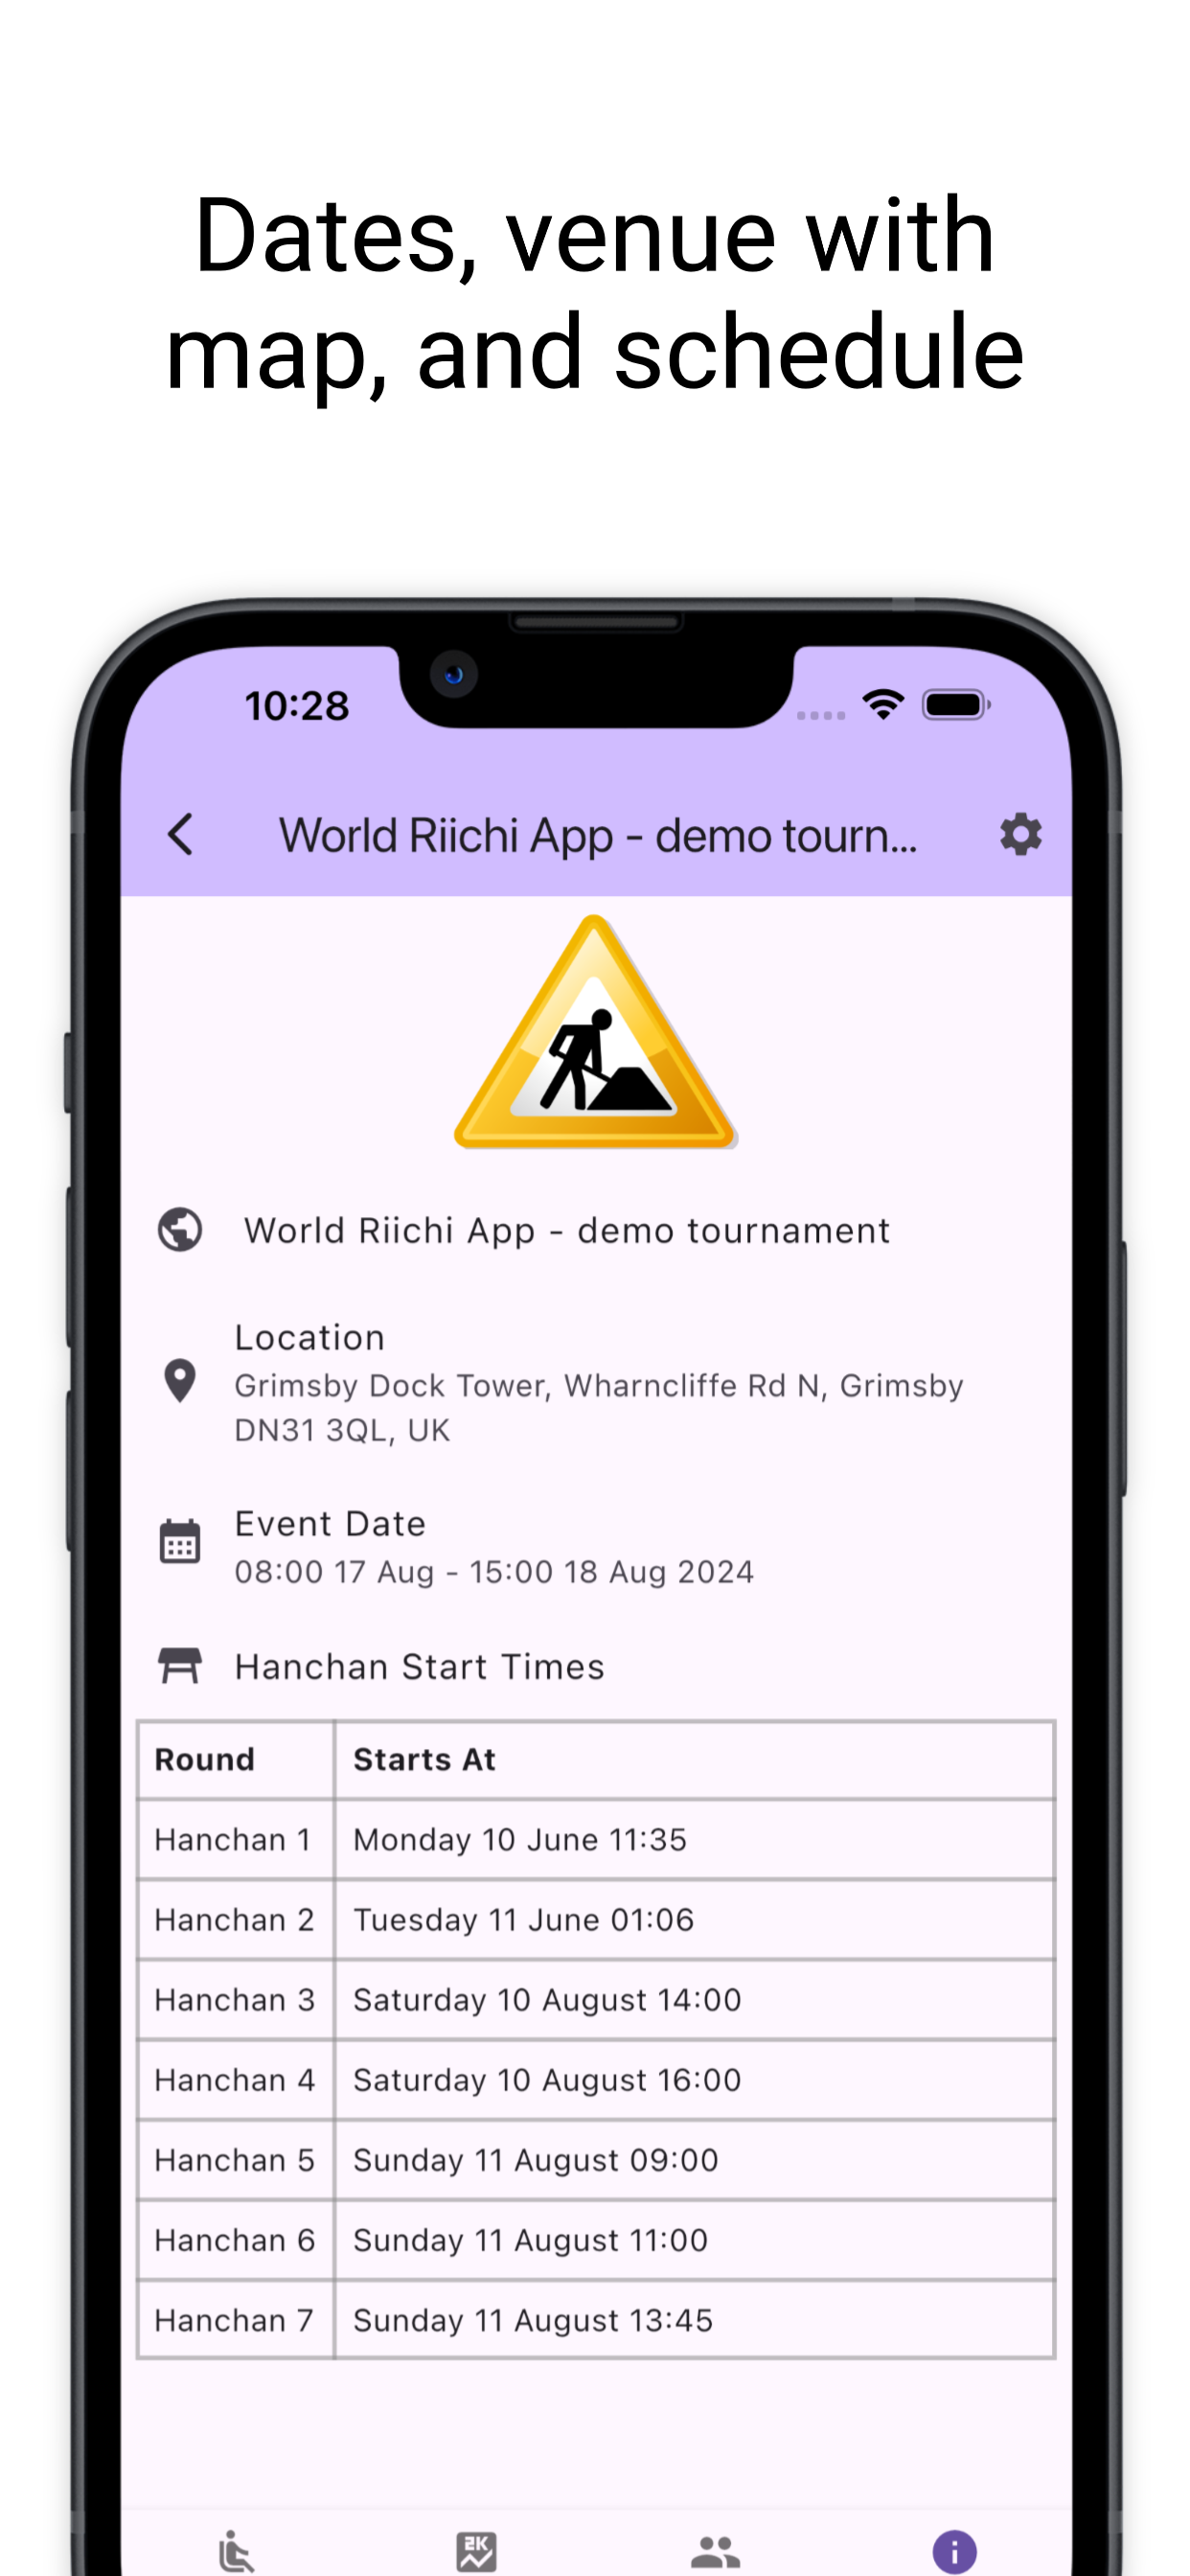 Dates, venue with
map, and schedule
10:28
World Riichi App - demo tourn...
World Riichi App - demo tournament
Location
Grimsby Dock Tower, Wharncliffe Rd N, Grimsby
DN31 3QL, UK
Event Date
08:00 17 Aug - 15:00 18 Aug 2024
Hanchan Start Times
Round Starts At
Hanchan 1 Monday 10 June 11:35
Hanchan 2 Tuesday 11 June 01:06
Hanchan 3 Saturday 10 August 14:00
Hanchan 4 Saturday 10 August 16:00
Hanchan 5 Sunday 11 August 09:00
Hanchan 6 Sunday 11 August 11:00
Hanchan 7 Sunday 11 August 13:45
2K